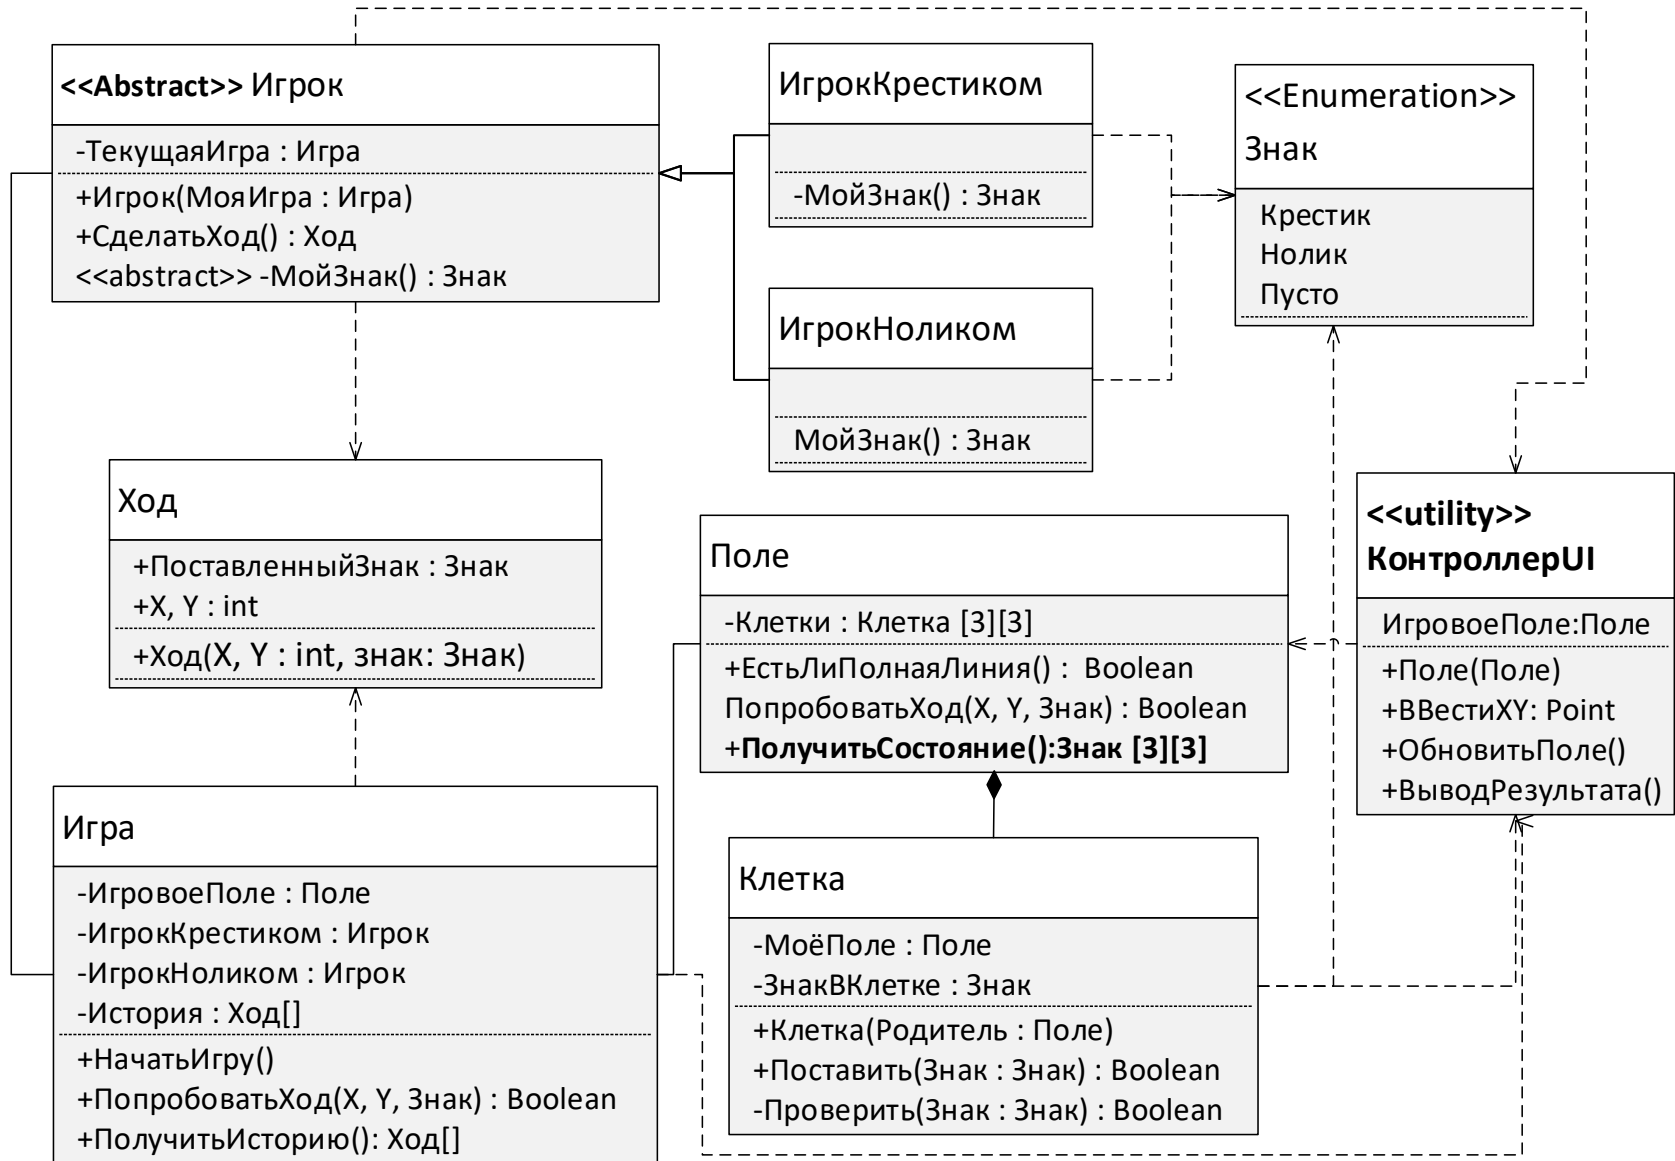 <<Abstract>> Игрок
-ТекущаяИгра : Игра
+Игрок(МояИгра : Игра)
+СделатьХод() : Ход
<<abstract>> -МойЗнак() : Знак
ИгрокКрестиком
-МойЗнак() : Знак
<<Enumeration>>
Знак
Крестик
Нолик
Пусто
ИгрокНоликом
МойЗнак() : Знак
Ход
+ПоставленныйЗнак : Знак
+X, Y : int
+Ход(X, Y : int, знак: Знак)
Поле
-Клетки : Клетка [3][3]
+ЕстьЛиПолнаяЛиния() : Boolean
ПопробоватьХод(X, Y, Знак) : Boolean
+ПолучитьСостояние():Знак [3][3]
<<utility>>
КонтроллерUI
ИгровоеПоле:Поле
+Поле(Поле)
+ВВестиXY: Point
+ОбновитьПоле()
+ВыводРезультата()
Игра
-ИгровоеПоле : Поле
-ИгрокКрестиком : Игрок
-ИгрокНоликом : Игрок
-История : Ход[]
+НачатьИгру()
+ПопробоватьХод(X, Y, Знак) : Boolean
+ПолучитьИсторию(): Ход[]
Клетка
-МоёПоле : Поле
-ЗнакВКлетке : Знак
+Клетка(Родитель : Поле)
+Поставить(Знак : Знак) : Boolean
-Проверить(Знак : Знак) : Boolean